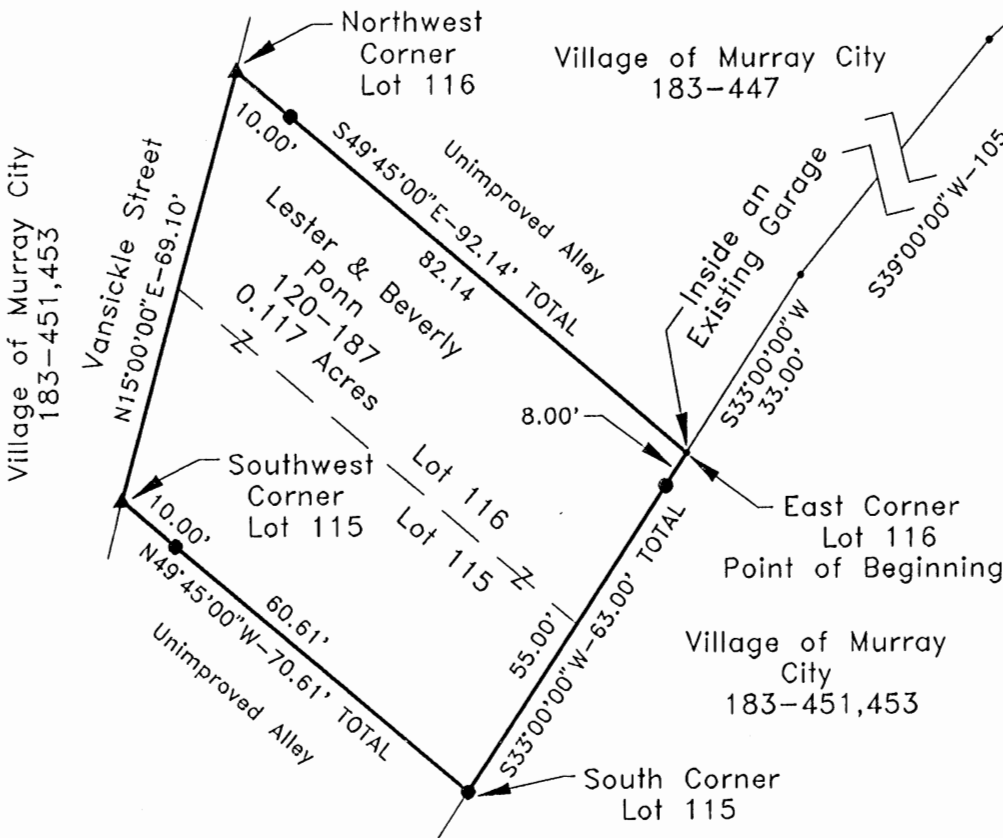 Northwest
Corner
Lot 116
Village of Murray City
183-447
10.00'
S49°45'00"E-92.14' TOTAL
82.14
Unimproved Alley
Village of Murray City
183-451,453
Vansickle Street
N15°00'00"E-69.10'
Lester & Beverly
Ponn
120-187
0.117 Acres
Inside an
Existing Garage
S39°00'00"W-105
S33°00'00"W
33.00'
8.00'
Southwest
Corner
Lot 115
Lot 116
Lot 115
East Corner
Lot 116
Point of Beginning
10.00'
60.61'
N49°45'00"W-70.61' TOTAL
Unimproved Alley
55.00'
S33°00'00"W-63.00' TOTAL
Village of Murray
City
183-451,453
South Corner
Lot 115